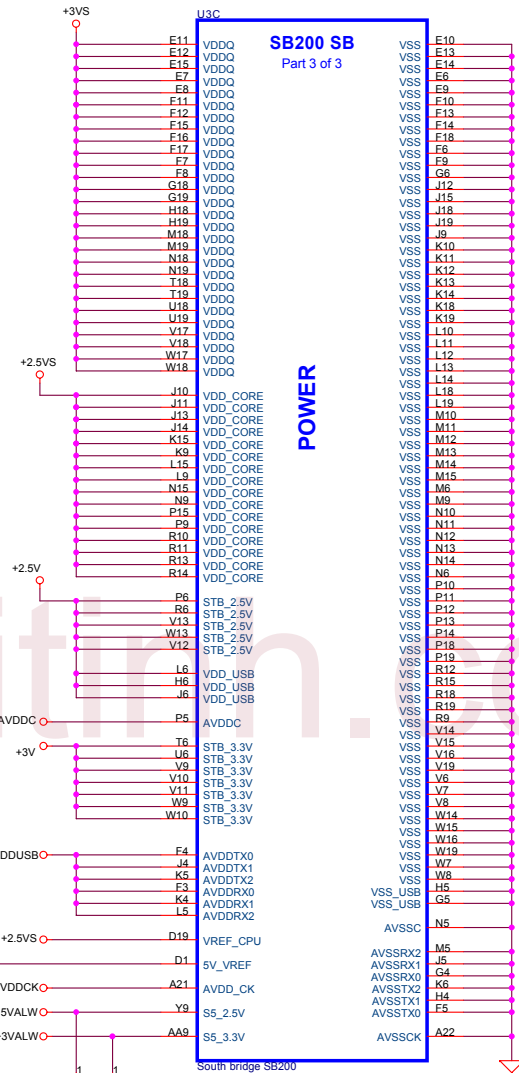 +3VS
U3C
SB200 SB
Part 3 of 3
POWER
E11 VDDQ VSS E10
E12 VDDQ VSS E13
E15 VDDQ VSS E14
E7 VDDQ VSS E6
E8 VDDQ VSS E9
F11 VDDQ VSS F10
F12 VDDQ VSS F13
F15 VDDQ VSS F14
F16 VDDQ VSS F18
F17 VDDQ VSS F6
F7 VDDQ VSS F9
F8 VDDQ VSS G6
G18 VDDQ VSS J12
G19 VDDQ VSS J15
H18 VDDQ VSS J18
H19 VDDQ VSS J19
M18 VDDQ VSS J9
M19 VDDQ VSS K10
N18 VDDQ VSS K11
N19 VDDQ VSS K12
T18 VDDQ VSS K13
T19 VDDQ VSS K14
U18 VDDQ VSS K18
U19 VDDQ VSS K19
V17 VDDQ VSS L10
V18 VDDQ VSS L11
W17 VDDQ VSS L12
W18 VDDQ VSS L13
+2.5VS
VSS L14
J10 VDD_CORE VSS L18
J11 VDD_CORE VSS L19
J13 VDD_CORE VSS M10
J14 VDD_CORE VSS M11
K15 VDD_CORE VSS M12
K9 VDD_CORE VSS M13
L15 VDD_CORE VSS M14
L9 VDD_CORE VSS M15
N15 VDD_CORE VSS M6
N9 VDD_CORE VSS M9
P15 VDD_CORE VSS N10
P9 VDD_CORE VSS N11
R10 VDD_CORE VSS N12
R11 VDD_CORE VSS N13
R13 VDD_CORE VSS N14
R14 VDD_CORE VSS N6
+2.5V
VSS P10
P6 STB_2.5V VSS P11
R6 STB_2.5V VSS P12
V13 STB_2.5V VSS P13
W13 STB_2.5V VSS P14
V12 STB_2.5V VSS P18
VSS P19
L6 VDD_USB VSS R12
H6 VDD_USB VSS R15
J6 VDD_USB VSS R18
VSS R19
AVDDC P5 AVDDC VSS R9
VSS V14
+3V
T6 STB_3.3V VSS V15
U6 STB_3.3V VSS V16
V9 STB_3.3V VSS V19
V10 STB_3.3V VSS V6
V11 STB_3.3V VSS V7
W9 STB_3.3V VSS V8
W10 STB_3.3V VSS W14
VSS W15
VSS W16
DDUSB F4 AVDDTX0 VSS W19
J4 AVDDTX1 VSS W7
K5 AVDDTX2 VSS W8
F3 AVDDRX0 VSS_USB H5
K4 AVDDRX1 VSS_USB G5
L5 AVDDRX2
AVSSC N5
+2.5VS D19 VREF_CPU
AVSSRX2 M5
5V_VREF D1 AVSSRX1 J5
AVSSRX0 G4
VDDCK A21 AVDD_CK AVSSTX2 K6
AVSSTX1 H4
5VALW Y9 S5_2.5V AVSSTX0 F5
+3VALW AA9 S5_3.3V AVSSCK A22
South bridge SB200
1 1
itinh.co